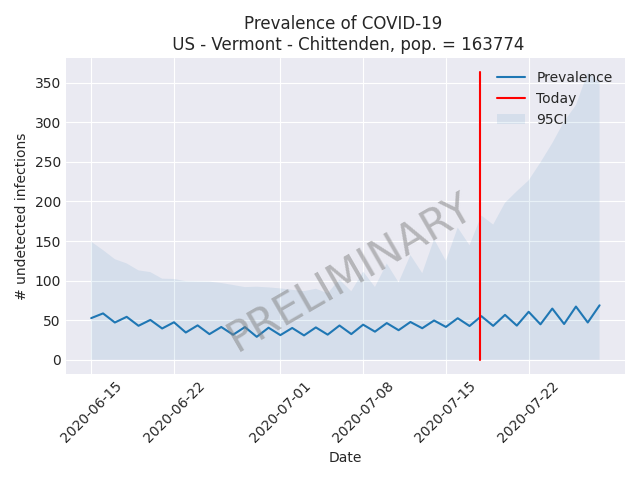 Prevalence of COVID-19
US - Vermont - Chittenden, pop. = 163774
Prevalence
Today
95CI
350
300
250
200
150
100
50
0
# undetected infections
PRELIMINARY
2020-06-15
2020-06-22
2020-07-01
2020-07-08
2020-07-15
2020-07-22
Date